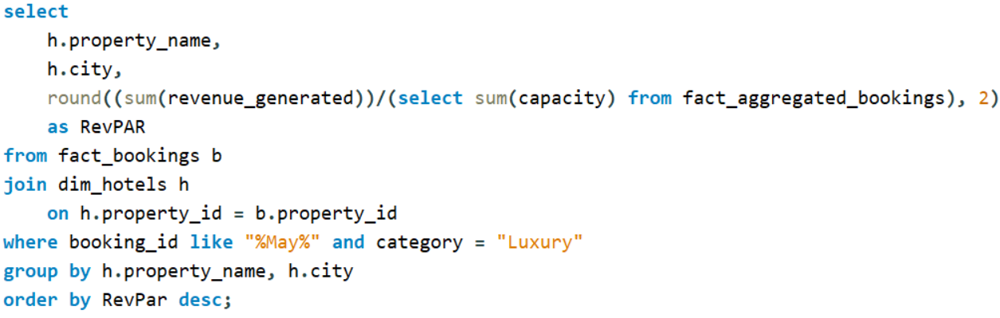 select
    h.property_name,
    h.city,
    round((sum(revenue_generated))/(select sum(capacity) from fact_aggregated_bookings), 2)
    as RevPAR
from fact_bookings b
join dim_hotels h
    on h.property_id = b.property_id
where booking_id like "%May%" and category = "Luxury"
group by h.property_name, h.city
order by RevPar desc;